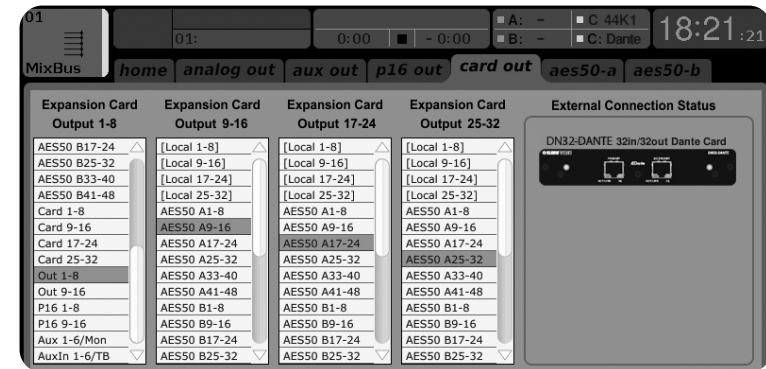 01
MixBus
01:
0:00
- 0:00
A: -
B: -
C 44K1
C: Dante
18:21:21
home
analog out
aux out
p16 out
card out
aes50-a
aes50-b
Expansion Card
Output 1-8
AES50 B17-24
AES50 B25-32
AES50 B33-40
AES50 B41-48
Card 1-8
Card 9-16
Card 17-24
Card 25-32
Out 1-8
Out 9-16
P16 1-8
P16 9-16
Aux 1-6/Mon
AuxIn 1-6/TB
Expansion Card
Output 9-16
[Local 1-8]
[Local 9-16]
[Local 17-24]
[Local 25-32]
AES50 A1-8
AES50 A9-16
AES50 A17-24
AES50 A25-32
AES50 A33-40
AES50 A41-48
AES50 B1-8
AES50 B9-16
AES50 B17-24
AES50 B25-32
Expansion Card
Output 17-24
[Local 1-8]
[Local 9-16]
[Local 17-24]
[Local 25-32]
AES50 A1-8
AES50 A9-16
AES50 A17-24
AES50 A25-32
AES50 A33-40
AES50 A41-48
AES50 B1-8
AES50 B9-16
AES50 B17-24
AES50 B25-32
Expansion Card
Output 25-32
[Local 1-8]
[Local 9-16]
[Local 17-24]
[Local 25-32]
AES50 A1-8
AES50 A9-16
AES50 A17-24
AES50 A25-32
AES50 A33-40
AES50 A41-48
AES50 B1-8
AES50 B9-16
AES50 B17-24
AES50 B25-32
External Connection Status
DN32-DANTE 32in/32out Dante Card
DN32-DANTE
Dante